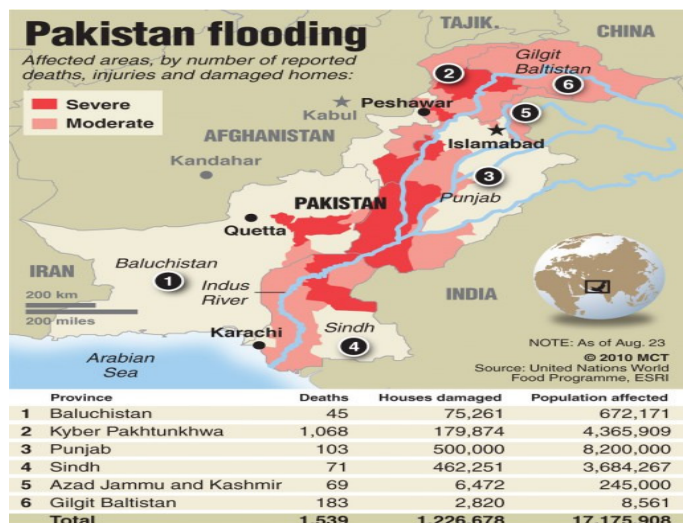 Pakistan flooding
Affected areas, by number of reported
deaths, injuries and damaged homes:
Severe
Moderate
TAJIK.
CHINA
Gilgit
Baltistan
2
6
Peshawar
Kabul
5
AFGHANISTAN
Islamabad
Kandahar
3
PAKISTAN
Punjab
Quetta
Baluchistan
IRAN
1
Indus
River
INDIA
200 km
200 miles
Karachi
Sindh
4
Arabian
Sea
NOTE: As of Aug. 23
© 2010 MCT
Source: United Nations World
Food Programme, ESRI
Province Deaths Houses damaged Population affected
1 Baluchistan 45 75,261 672,171
2 Kyber Pakhtunkhwa 1,068 179,874 4,365,909
3 Punjab 103 500,000 8,200,000
4 Sindh 71 462,251 3,684,267
5 Azad Jammu and Kashmir 69 6,472 245,000
6 Gilgit Baltistan 183 2,820 8,561
Total 1,539 1,226,678 17,175,908